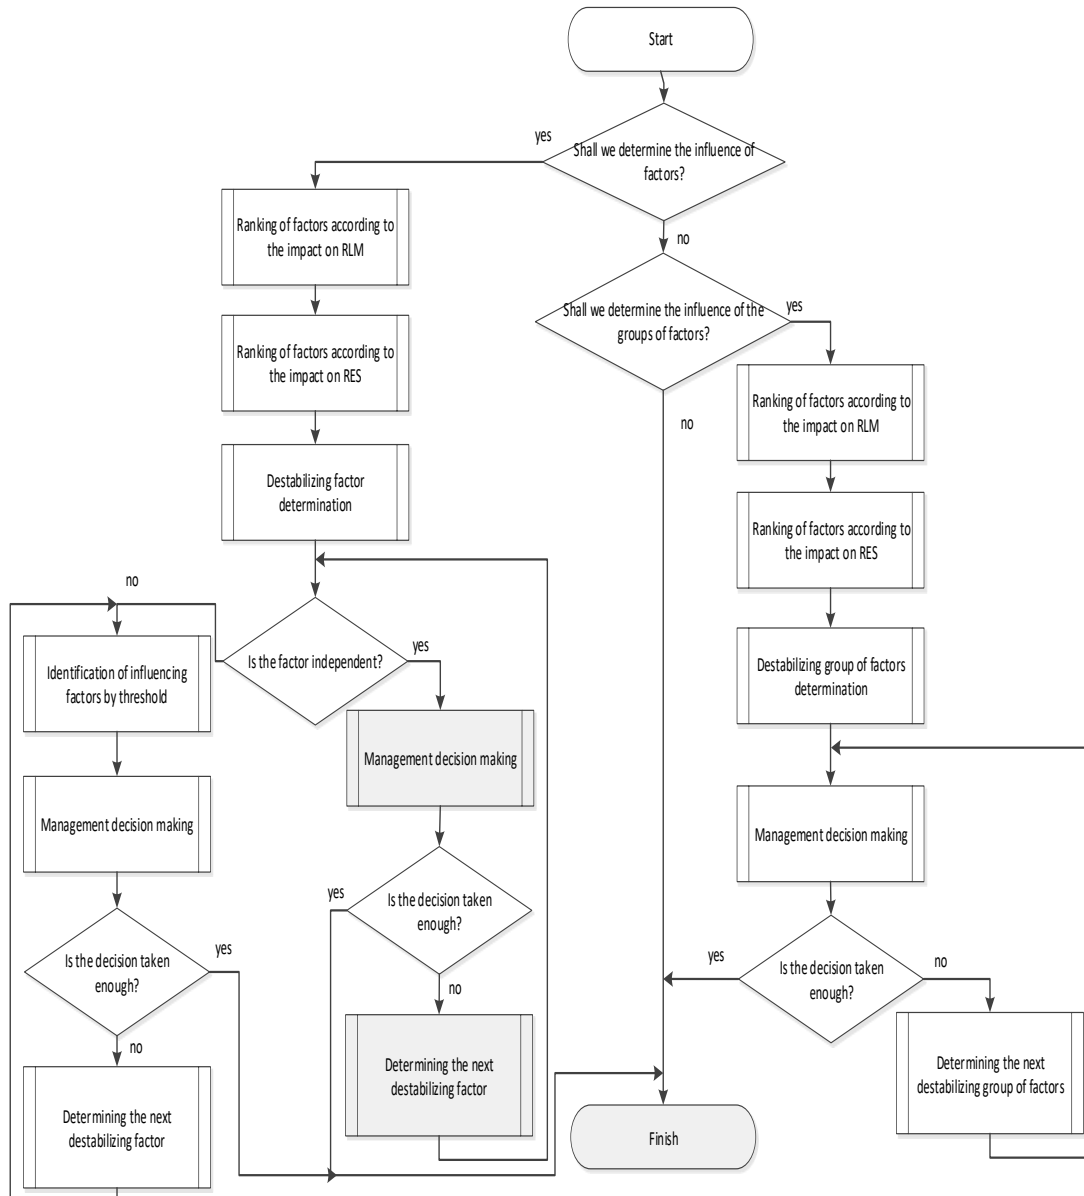 Start
yes
Shall we determine the influence of
factors?
no
Ranking of factors according to
the impact on RLM
Shall we determine the influence of the
groups of factors?
yes
no
Ranking of factors according to
the impact on RES
Ranking of factors according to
the impact on RLM
Destabilizing factor
determination
Ranking of factors according to
the impact on RES
no
Is the factor independent?
yes
Identification of influencing
factors by threshold
Destabilizing group of factors
determination
Management decision making
Management decision making
Management decision making
yes
Is the decision taken
enough?
no
Is the decision taken
enough?
yes
no
yes
Is the decision taken
enough?
no
Determining the next
destabilizing factor
Determining the next
destabilizing factor
Determining the next
destabilizing group of factors
Finish